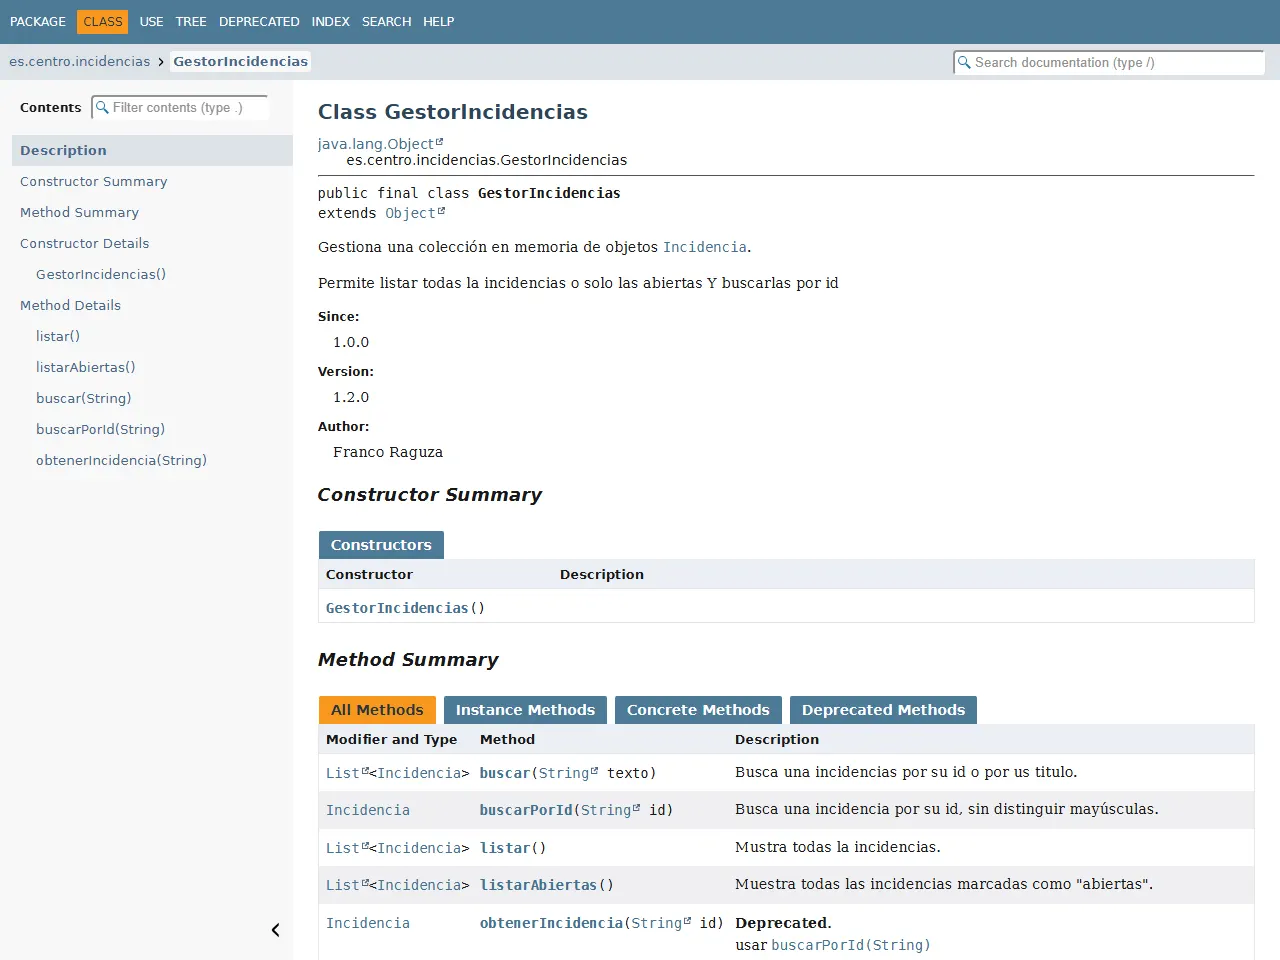 PACKAGE CLASS USE TREE DEPRECATED INDEX SEARCH HELP
es.centro.incidencias > GestorIncidencias
Search documentation (type /)
Contents
Filter contents (type .)
Description
Constructor Summary
Method Summary
Constructor Details
GestorIncidencias()
Method Details
listar()
listarAbiertas()
buscar(String)
buscarPorId(String)
obtenerIncidencia(String)
Class GestorIncidencias
java.lang.Object
es.centro.incidencias.GestorIncidencias
public final class GestorIncidencias
extends Object
Gestiona una colección en memoria de objetos Incidencia.
Permite listar todas la incidencias o solo las abiertas Y buscarlas por id
Since:
1.0.0
Version:
1.2.0
Author:
Franco Raguza
Constructor Summary
Constructors
Constructor Description
GestorIncidencias()
Method Summary
All Methods Instance Methods Concrete Methods Deprecated Methods
Modifier and Type Method Description
List<Incidencia> buscar(String texto) Busca una incidencias por su id o por us titulo.
Incidencia buscarPorId(String id) Busca una incidencia por su id, sin distinguir mayúsculas.
List<Incidencia> listar() Mustra todas la incidencias.
List<Incidencia> listarAbiertas() Muestra todas las incidencias marcadas como "abiertas".
Incidencia obtenerIncidencia(String id) Deprecated.
usar buscarPorId(String)